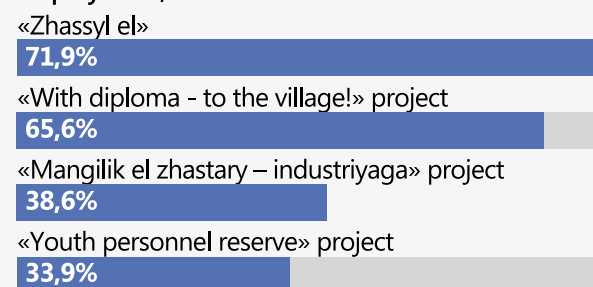 «Zhassyl el»
71,9%
«With diploma - to the village!» project
65,6%
«Mangilik el zhastary – industriyaga» project
38,6%
«Youth personnel reserve» project
33,9%